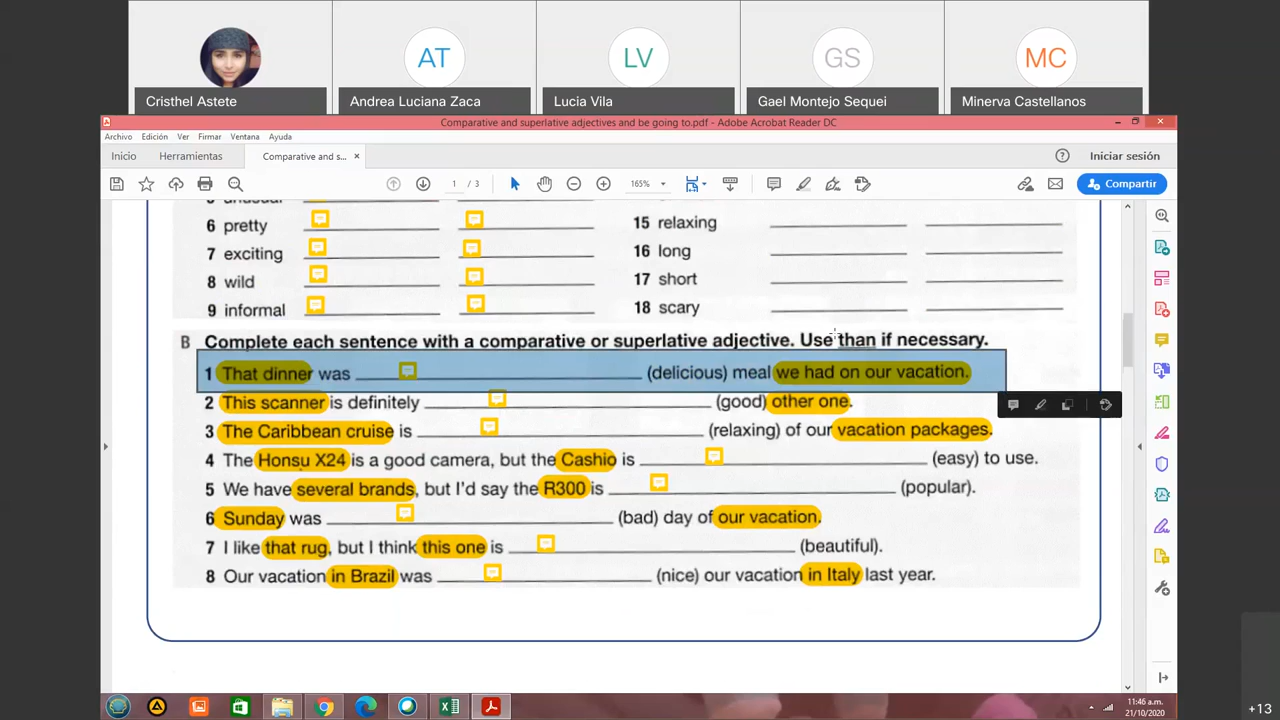 AT
LV
GS
MC
Cristhel Astete
Andrea Luciana Zaca
Lucia Vila
Gael Montejo Sequei
Minerva Castellanos
Comparative and superlative adjectives and be going to.pdf - Adobe Acrobat Reader DC
Archivo Edición Ver Firmar Ventana Ayuda
Inicio Herramientas Comparative and s... × Iniciar sesión
1 / 3 165% Compartir
6 pretty
7 exciting
8 wild
9 informal
15 relaxing
16 long
17 short
18 scary
B Complete each sentence with a comparative or superlative adjective. Use than if necessary.
1 That dinner was ____ (delicious) meal we had on our vacation.
2 This scanner is definitely ____ (good) other one.
3 The Caribbean cruise is ____ (relaxing) of our vacation packages.
4 The Honsu X24 is a good camera, but the Cashio is ____ (easy) to use.
5 We have several brands, but I'd say the R300 is ____ (popular).
6 Sunday was ____ (bad) day of our vacation.
7 I like that rug, but I think this one is ____ (beautiful).
8 Our vacation in Brazil was ____ (nice) our vacation in Italy last year.
11:46 a.m.
21/10/2020
+13